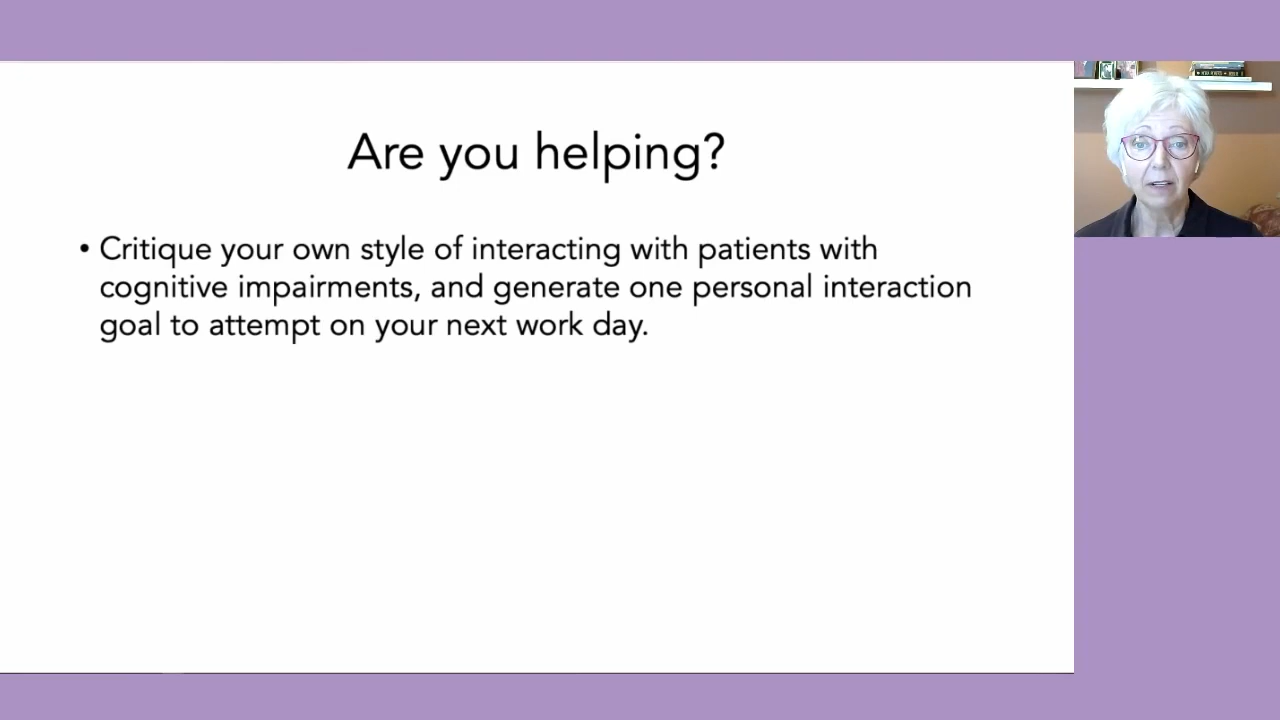 Are you helping?
• Critique your own style of interacting with patients with
cognitive impairments, and generate one personal interaction
goal to attempt on your next work day.